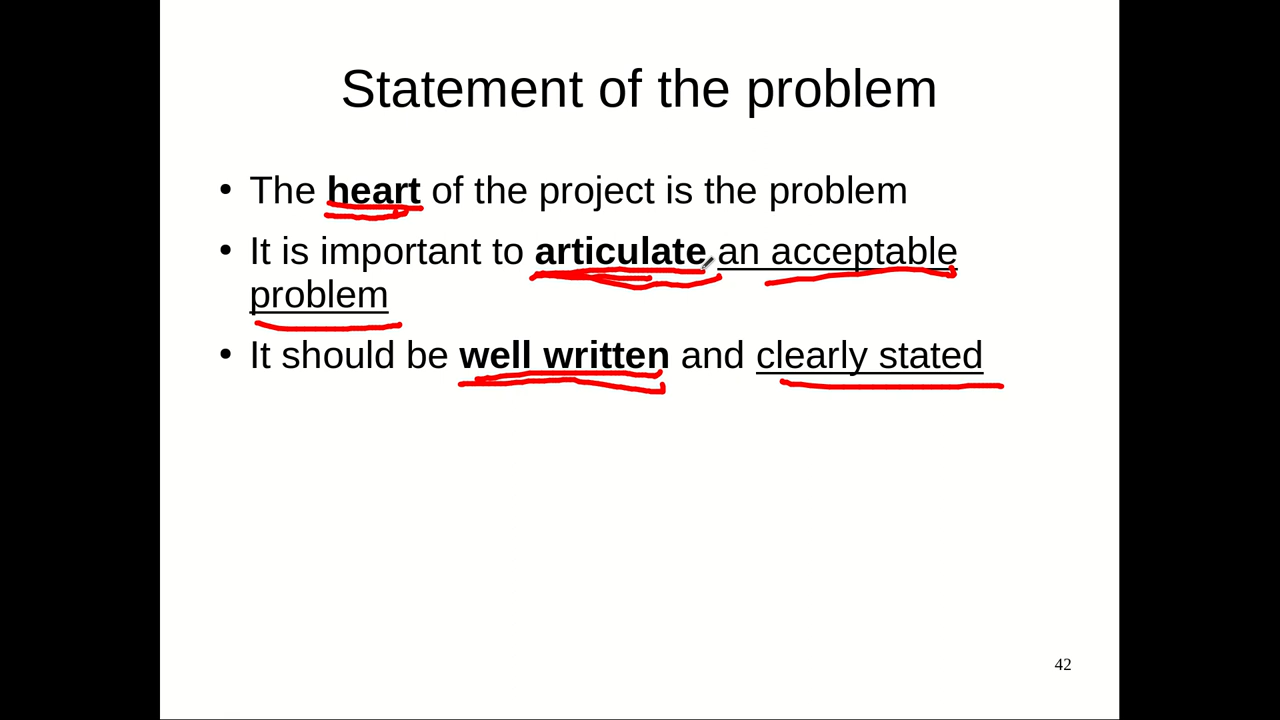 Statement of the problem
• The heart of the project is the problem
• It is important to articulate an acceptable
problem
• It should be well written and clearly stated
42